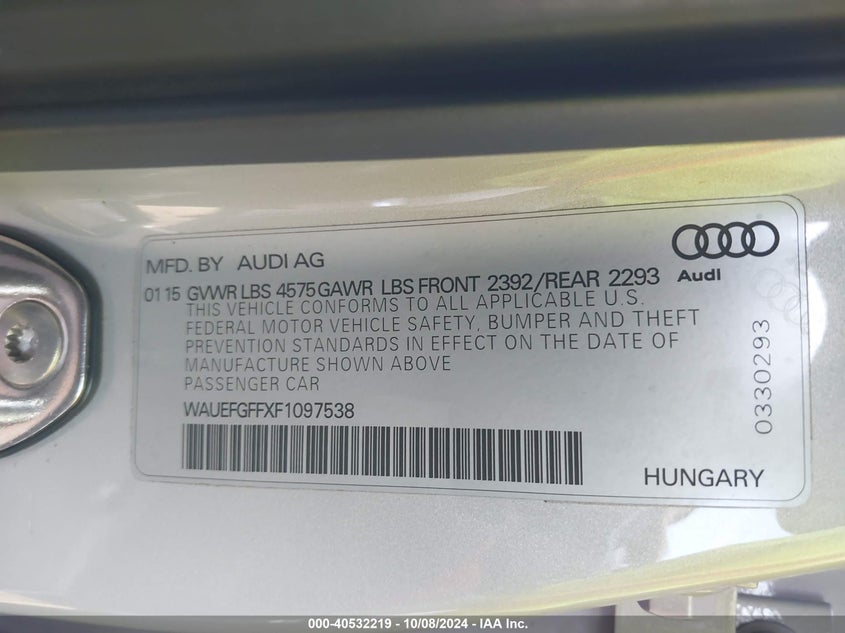 MFD. BY AUDI AG
Audi
01 15 GVWR LBS 4575 GAWR LBS FRONT 2392/REAR 2293
THIS VEHICLE CONFORMS TO ALL APPLICABLE U.S.
FEDERAL MOTOR VEHICLE SAFETY, BUMPER AND THEFT
PREVENTION STANDARDS IN EFFECT ON THE DATE OF
MANUFACTURE SHOWN ABOVE
PASSENGER CAR
WAUEFGFFXF1097538
0330293
HUNGARY
000-40532219 - 10/08/2024 - IAA Inc.